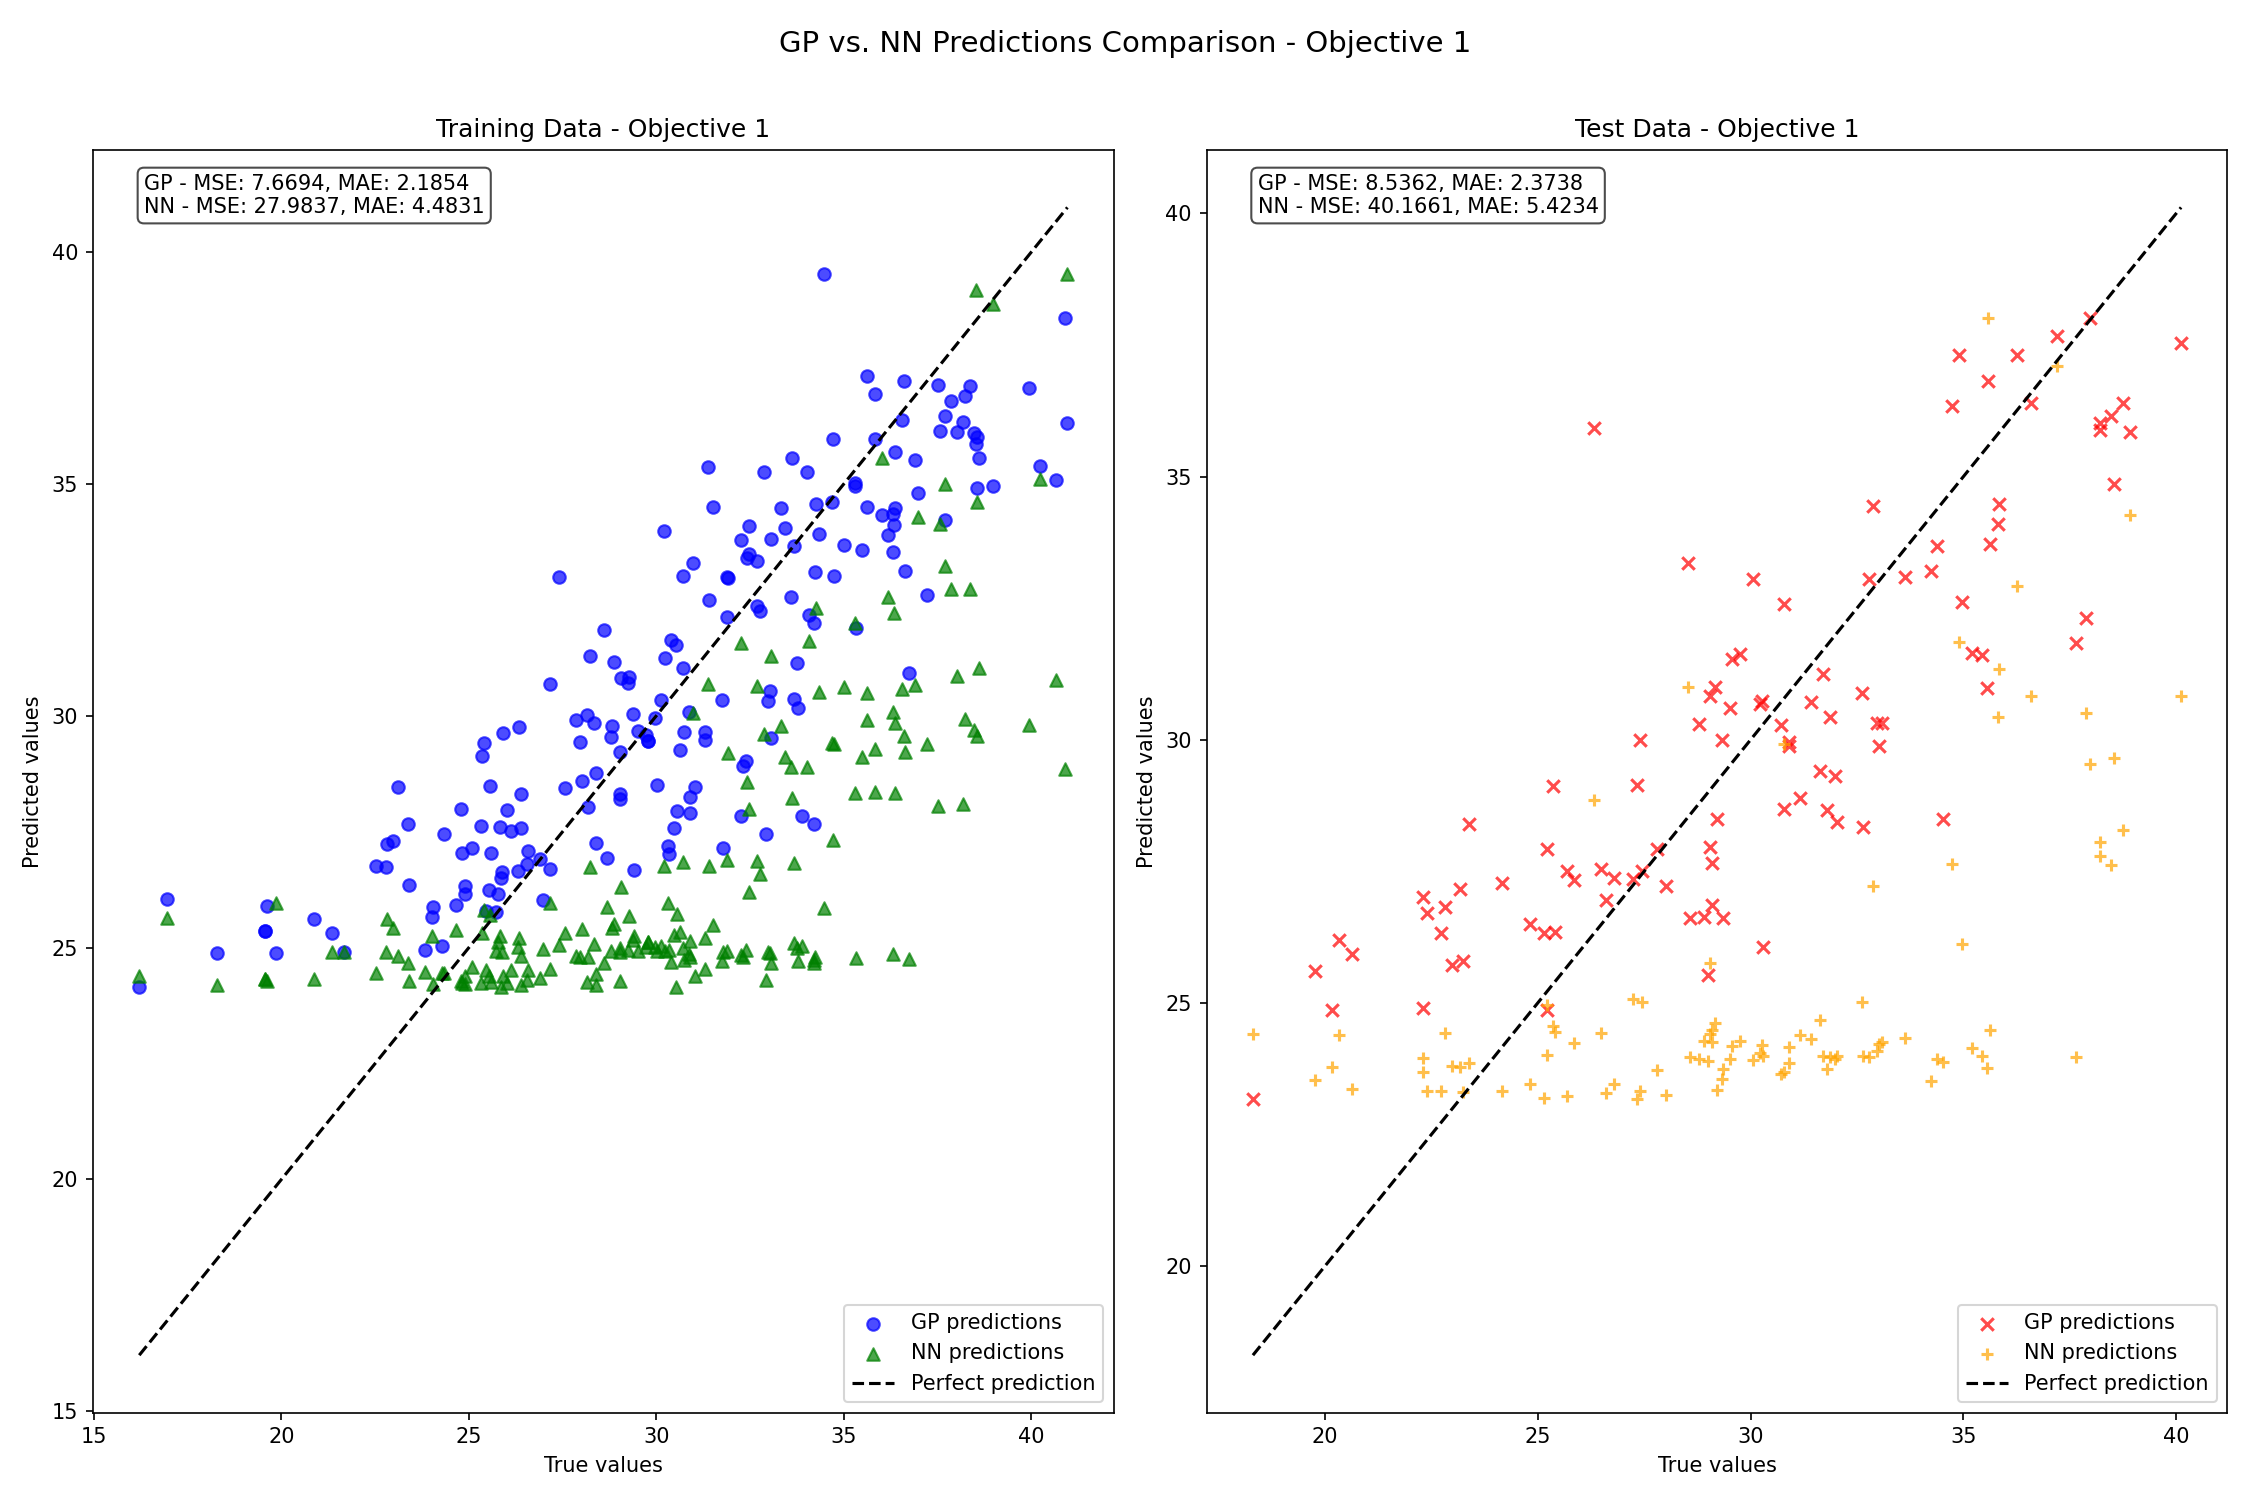 GP vs. NN Predictions Comparison - Objective 1
Training Data - Objective 1
GP - MSE: 7.6694, MAE: 2.1854
NN - MSE: 27.9837, MAE: 4.4831
40
35
30
25
20
15
Predicted values
15 20 25 30 35 40
True values
GP predictions
NN predictions
Perfect prediction
Test Data - Objective 1
GP - MSE: 8.5362, MAE: 2.3738
NN - MSE: 40.1661, MAE: 5.4234
40
35
30
25
20
Predicted values
20 25 30 35 40
True values
GP predictions
NN predictions
Perfect prediction